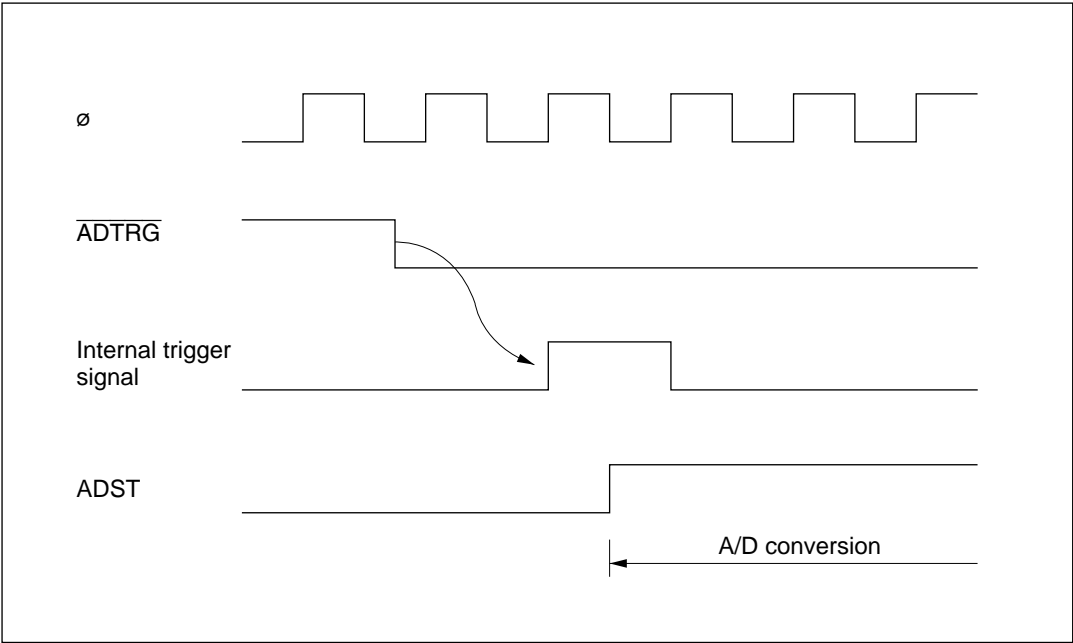 ø
ADTRG
Internal trigger
signal
ADST
A/D conversion